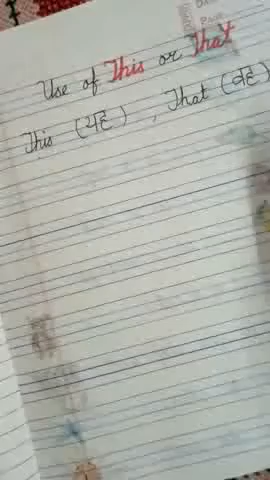 Use of This or That
This (यह) , That (वह)